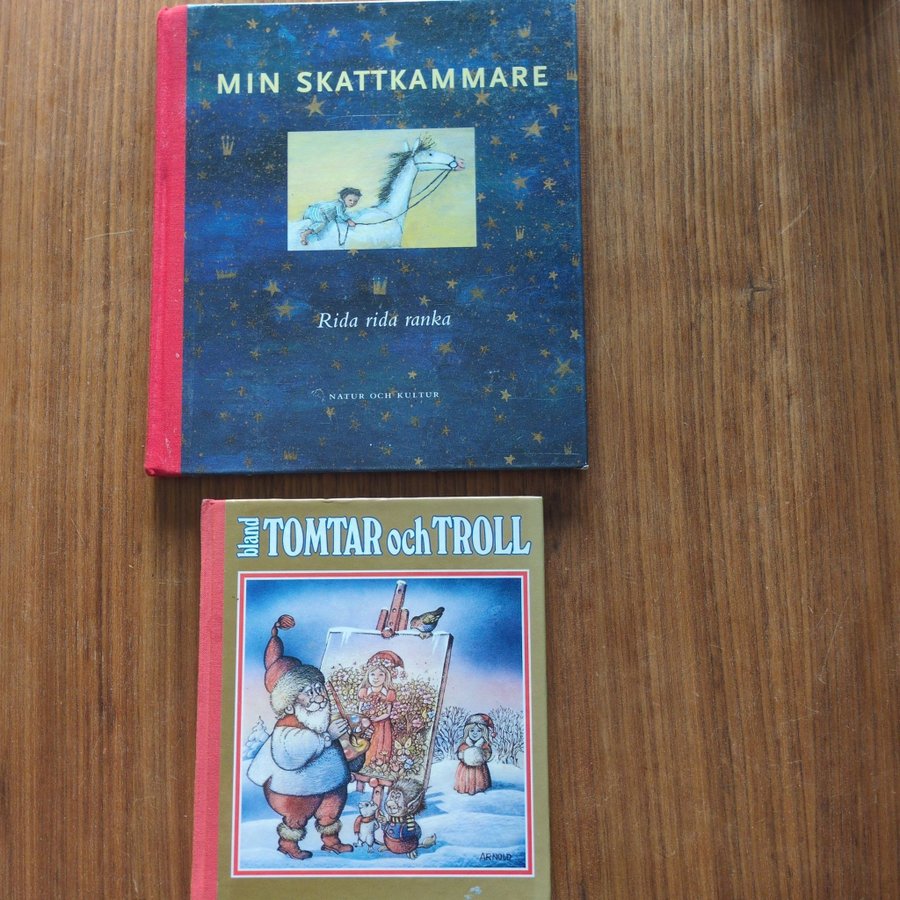 MIN SKATTKAMMARE
Rida rida ranka
NATUR OCH KULTUR
bland TOMTAR och TROLL
ARNOLD